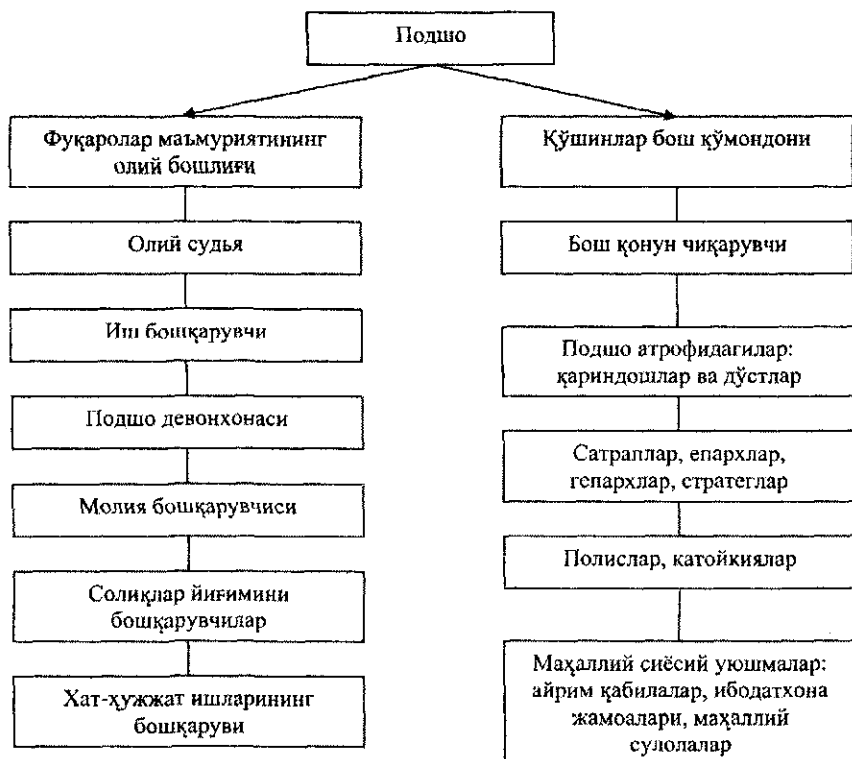 Подшо
Фуқаролар маъмуриятининг
олий бошлиғи
Олий судья
Иш бошқарувчи
Подшо девонхонаси
Молия бошқарувчиси
Солиқлар йиғимини
бошқарувчилар
Хат-ҳужжат ишларининг
бошқаруви
Қўшинлар бош қўмондони
Бош қонун чиқарувчи
Подшо атрофидагилар:
қариндошлар ва дўстлар
Сатраплар, епархлар,
гепархлар, стратеглар
Полислар, катойкиялар
Маҳаллий сиёсий уюшмалар:
айрим қабилалар, ибодатхона
жамоалари, маҳаллий
сулолалар